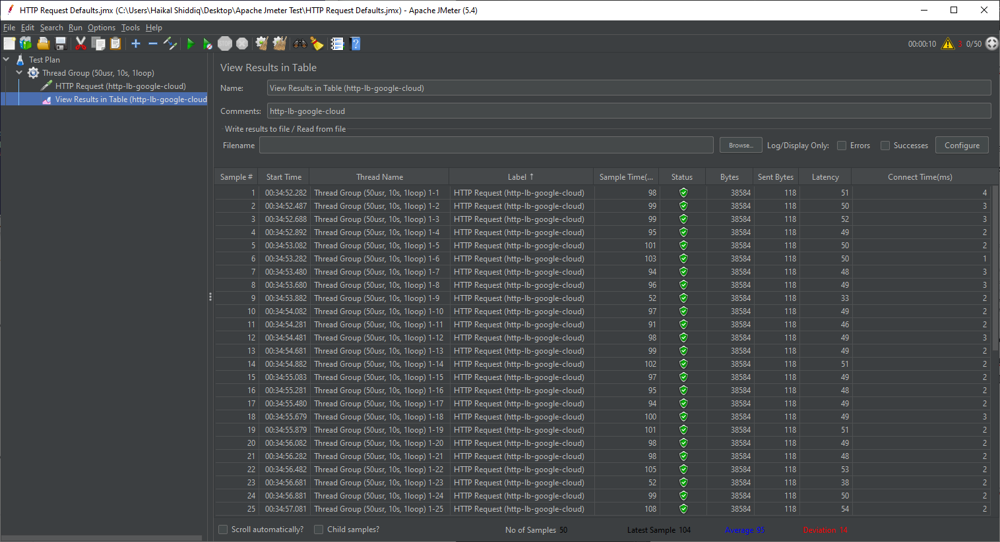 HTTP Request Defaults.jmx (C:\Users\Haikal Shiddiq\Desktop\Apache Jmeter Test\HTTP Request Defaults.jmx) - Apache JMeter (5.4)
File Edit Search Run Options Tools Help
STOP 00:00:10 3 0/50
Test Plan
Thread Group (50usr, 10s, 1loop)
HTTP Request (http-lb-google-cloud)
View Results in Table (http-lb-google-cloud
View Results in Table
Name: View Results in Table (http-lb-google-cloud)
Comments: http-lb-google-cloud
Write results to file / Read from file
Filename Browse... Log/Display Only: Errors Successes Configure
Sample # Start Time Thread Name Label ↑ Sample Time(... Status Bytes Sent Bytes Latency Connect Time(ms)
1 00:34:52.282 Thread Group (50usr, 10s, 1loop) 1-1 HTTP Request (http-lb-google-cloud) 98 38584 118 51 4
2 00:34:52.487 Thread Group (50usr, 10s, 1loop) 1-2 HTTP Request (http-lb-google-cloud) 99 38584 118 50 3
3 00:34:52.688 Thread Group (50usr, 10s, 1loop) 1-3 HTTP Request (http-lb-google-cloud) 99 38584 118 52 3
4 00:34:52.892 Thread Group (50usr, 10s, 1loop) 1-4 HTTP Request (http-lb-google-cloud) 95 38584 118 49 2
5 00:34:53.082 Thread Group (50usr, 10s, 1loop) 1-5 HTTP Request (http-lb-google-cloud) 101 38584 118 50 2
6 00:34:53.282 Thread Group (50usr, 10s, 1loop) 1-6 HTTP Request (http-lb-google-cloud) 103 38584 118 50 1
7 00:34:53.480 Thread Group (50usr, 10s, 1loop) 1-7 HTTP Request (http-lb-google-cloud) 94 38584 118 48 3
8 00:34:53.680 Thread Group (50usr, 10s, 1loop) 1-8 HTTP Request (http-lb-google-cloud) 96 38584 118 49 3
9 00:34:53.882 Thread Group (50usr, 10s, 1loop) 1-9 HTTP Request (http-lb-google-cloud) 52 38584 118 33 2
10 00:34:54.082 Thread Group (50usr, 10s, 1loop) 1-10 HTTP Request (http-lb-google-cloud) 97 38584 118 49 2
11 00:34:54.281 Thread Group (50usr, 10s, 1loop) 1-11 HTTP Request (http-lb-google-cloud) 91 38584 118 46 2
12 00:34:54.481 Thread Group (50usr, 10s, 1loop) 1-12 HTTP Request (http-lb-google-cloud) 98 38584 118 49 3
13 00:34:54.681 Thread Group (50usr, 10s, 1loop) 1-13 HTTP Request (http-lb-google-cloud) 99 38584 118 49 2
14 00:34:54.882 Thread Group (50usr, 10s, 1loop) 1-14 HTTP Request (http-lb-google-cloud) 102 38584 118 51 2
15 00:34:55.083 Thread Group (50usr, 10s, 1loop) 1-15 HTTP Request (http-lb-google-cloud) 97 38584 118 49 2
16 00:34:55.281 Thread Group (50usr, 10s, 1loop) 1-16 HTTP Request (http-lb-google-cloud) 95 38584 118 48 2
17 00:34:55.480 Thread Group (50usr, 10s, 1loop) 1-17 HTTP Request (http-lb-google-cloud) 94 38584 118 49 2
18 00:34:55.679 Thread Group (50usr, 10s, 1loop) 1-18 HTTP Request (http-lb-google-cloud) 100 38584 118 49 3
19 00:34:55.879 Thread Group (50usr, 10s, 1loop) 1-19 HTTP Request (http-lb-google-cloud) 101 38584 118 51 2
20 00:34:56.082 Thread Group (50usr, 10s, 1loop) 1-20 HTTP Request (http-lb-google-cloud) 98 38584 118 49 2
21 00:34:56.282 Thread Group (50usr, 10s, 1loop) 1-21 HTTP Request (http-lb-google-cloud) 98 38584 118 48 2
22 00:34:56.482 Thread Group (50usr, 10s, 1loop) 1-22 HTTP Request (http-lb-google-cloud) 105 38584 118 53 2
23 00:34:56.681 Thread Group (50usr, 10s, 1loop) 1-23 HTTP Request (http-lb-google-cloud) 52 38584 118 38 2
24 00:34:56.881 Thread Group (50usr, 10s, 1loop) 1-24 HTTP Request (http-lb-google-cloud) 99 38584 118 50 2
25 00:34:57.081 Thread Group (50usr, 10s, 1loop) 1-25 HTTP Request (http-lb-google-cloud) 108 38584 118 54 2
Scroll automatically? Child samples? No of Samples 50 Latest Sample 104 Average 95 Deviation 14